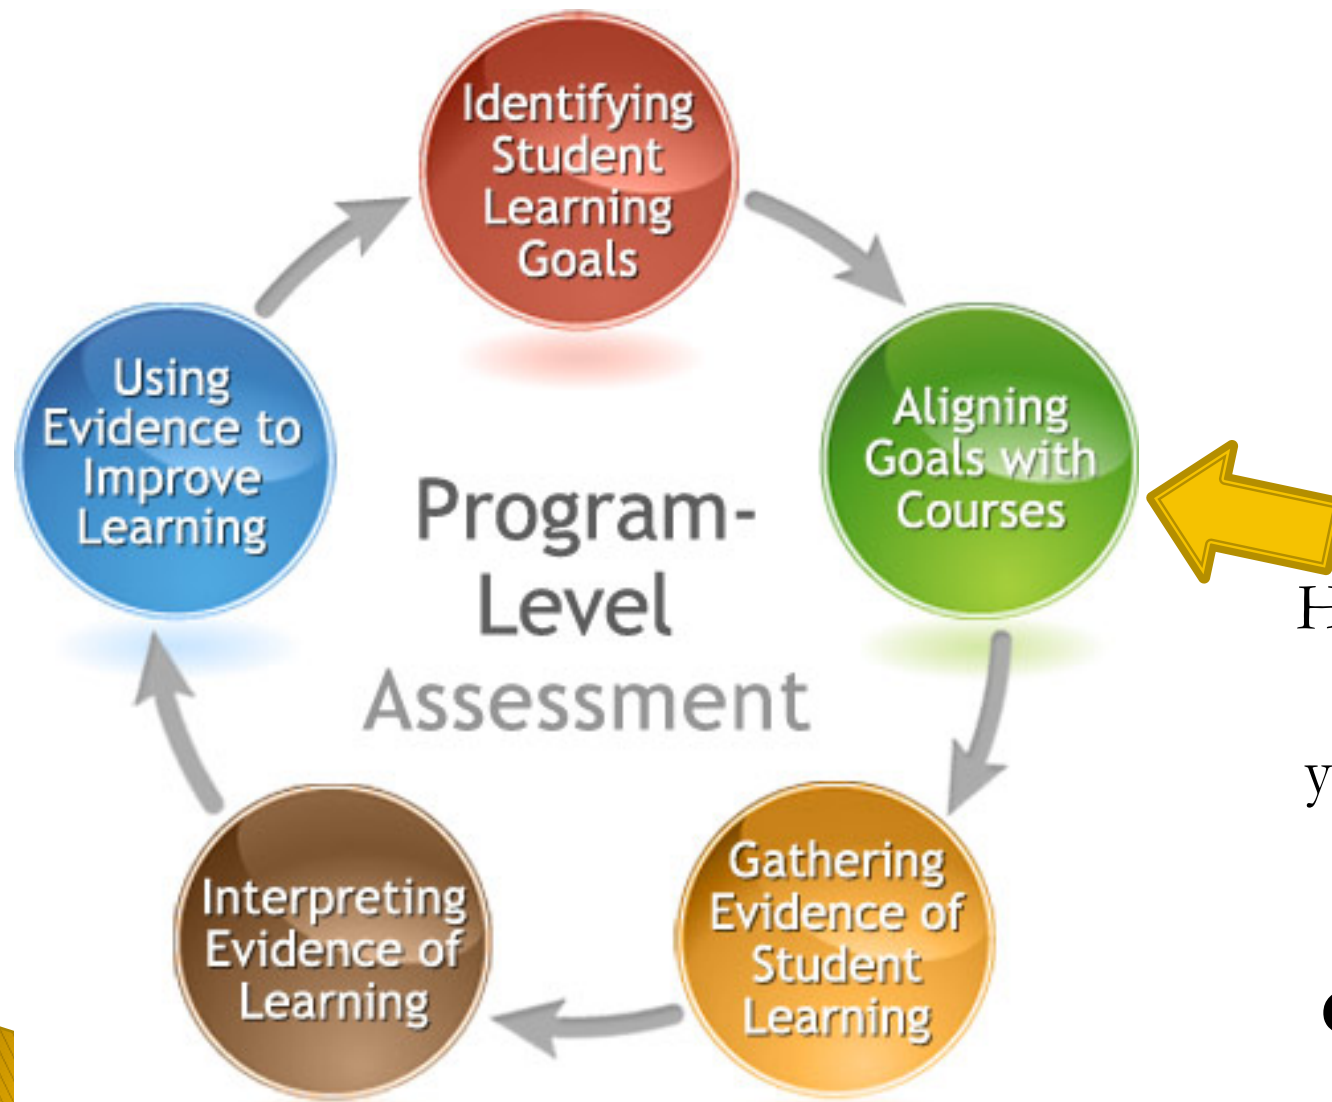 Identifying
Student
Learning
Goals
Aligning
Goals with
Courses
Gathering
Evidence of
Student
Learning
Interpreting
Evidence of
Learning
Using
Evidence to
Improve
Learning
Program-
Level
Assessment